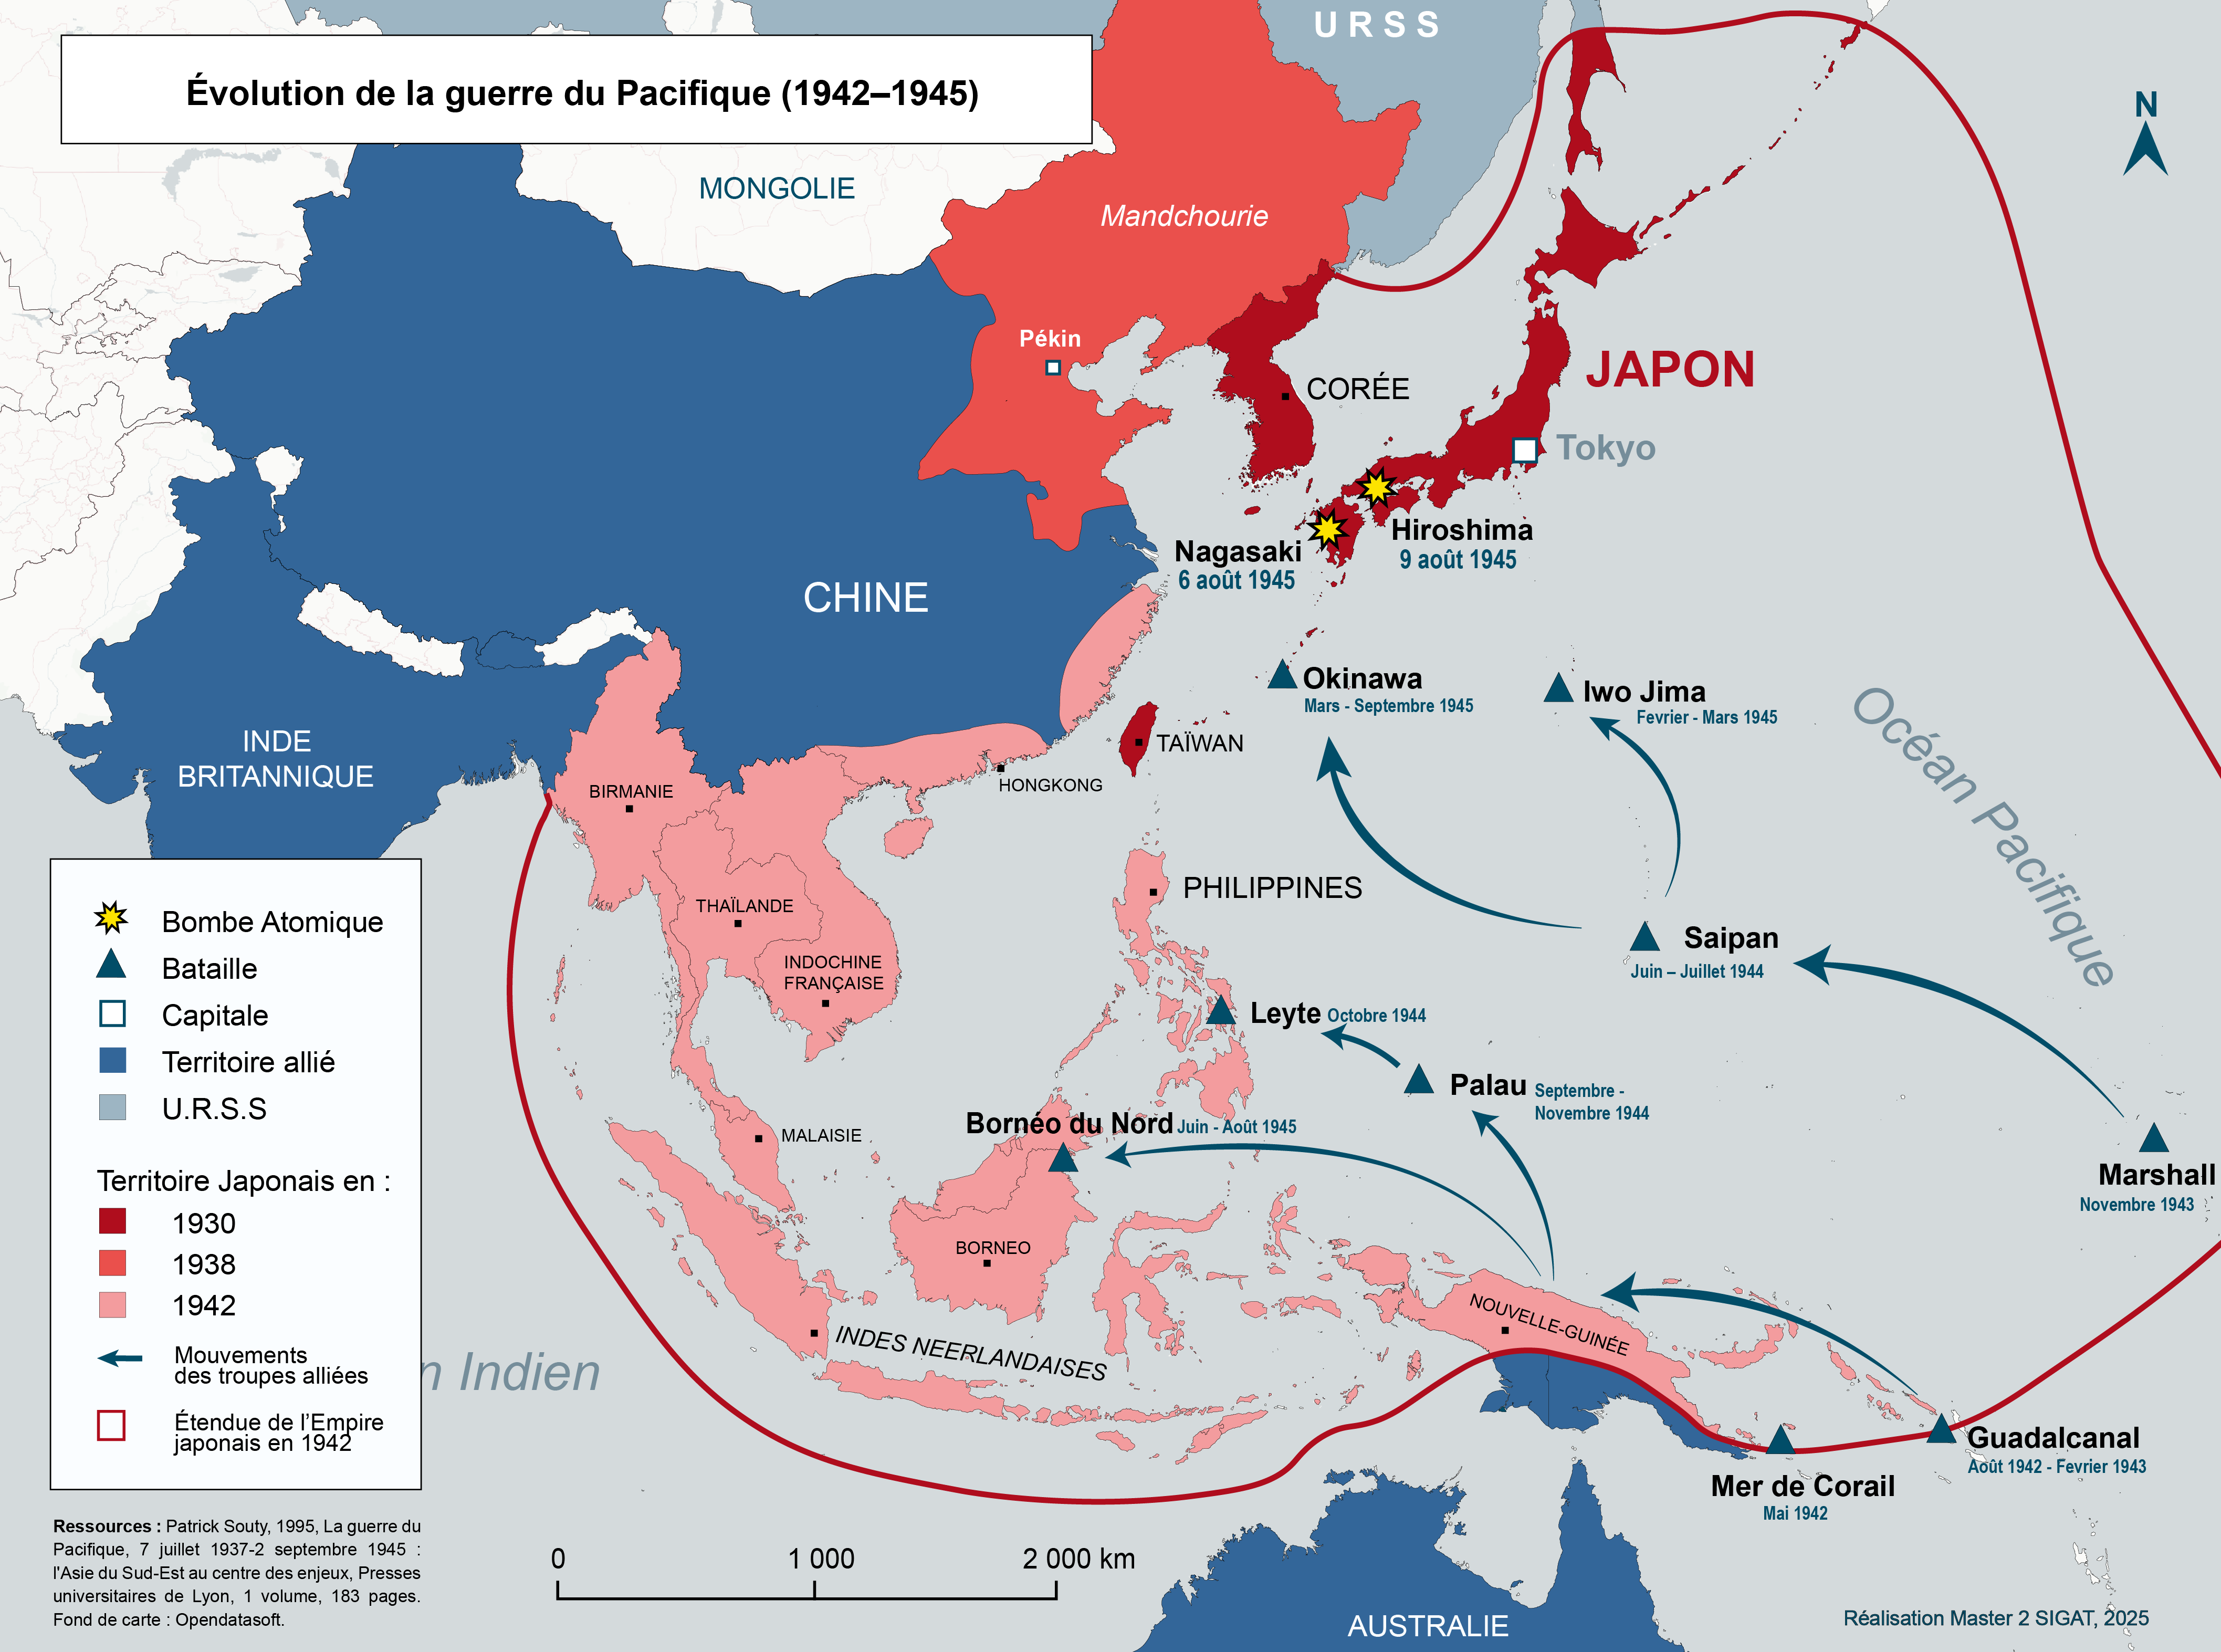 Évolution de la guerre du Pacifique (1942–1945)
U R S S
N
MONGOLIE
Mandchourie
Pékin
CORÉE
JAPON
Tokyo
Hiroshima
9 août 1945
Nagasaki
6 août 1945
CHINE
INDE
BRITANNIQUE
Okinawa
Mars - Septembre 1945
Iwo Jima
Fevrier - Mars 1945
Océan Pacifique
TAÏWAN
HONGKONG
BIRMANIE
THAÏLANDE
INDOCHINE
FRANÇAISE
PHILIPPINES
Saipan
Juin – Juillet 1944
Leyte Octobre 1944
Palau Septembre -
Novembre 1944
Bornéo du Nord Juin - Août 1945
MALAISIE
Marshall
Novembre 1943
BORNEO
INDES NEERLANDAISES
NOUVELLE-GUINÉE
n Indien
Guadalcanal
Août 1942 - Fevrier 1943
Mer de Corail
Mai 1942
AUSTRALIE
Bombe Atomique
Bataille
Capitale
Territoire allié
U.R.S.S
Territoire Japonais en :
1930
1938
1942
Mouvements
des troupes alliées
Étendue de l’Empire
japonais en 1942
Ressources : Patrick Souty, 1995, La guerre du
Pacifique, 7 juillet 1937-2 septembre 1945 :
l'Asie du Sud-Est au centre des enjeux, Presses
universitaires de Lyon, 1 volume, 183 pages.
Fond de carte : Opendatasoft.
0 1 000 2 000 km
Réalisation Master 2 SIGAT, 2025